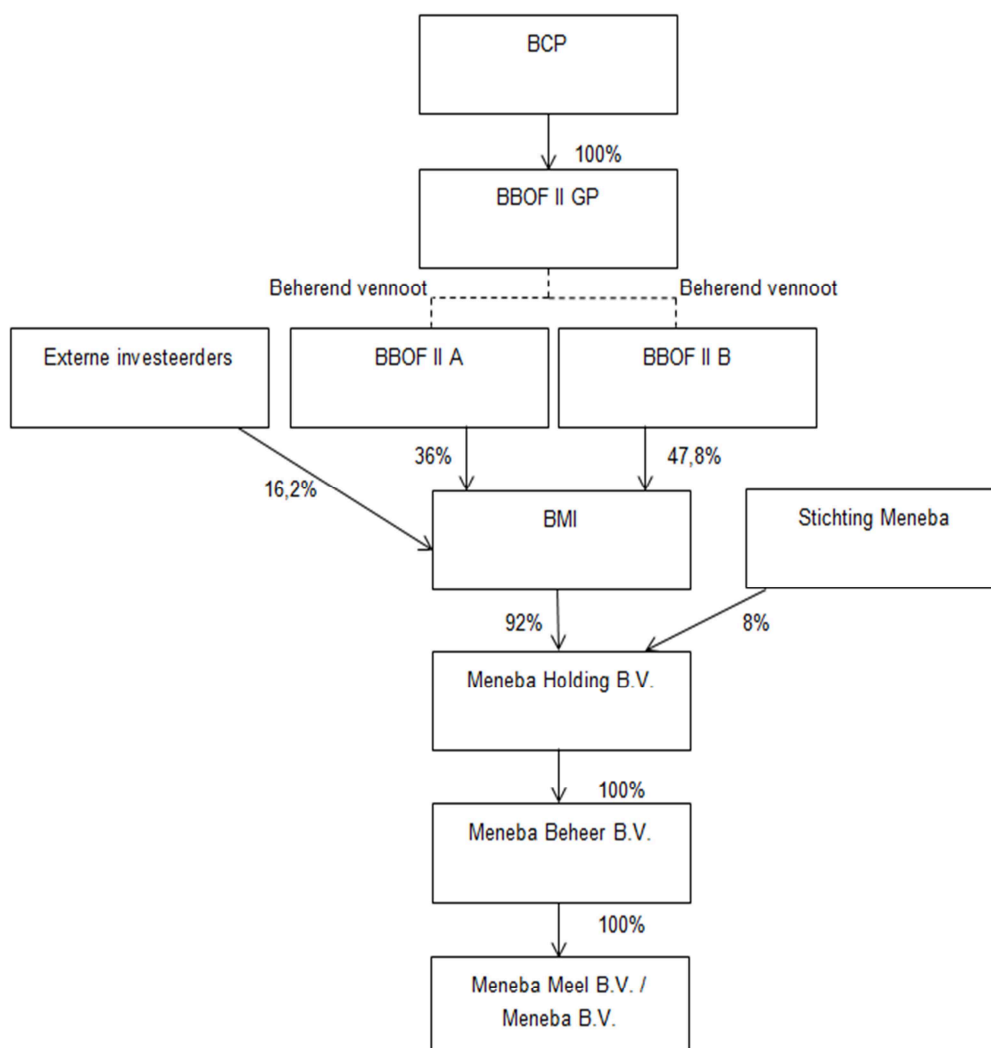 BCP
100%
BBOF II GP
Beherend vennoot
Beherend vennoot
Externe investeerders
BBOF II A
BBOF II B
16,2%
36%
47,8%
BMI
Stichting Meneba
92%
8%
Meneba Holding B.V.
100%
Meneba Beheer B.V.
100%
Meneba Meel B.V. /
Meneba B.V.